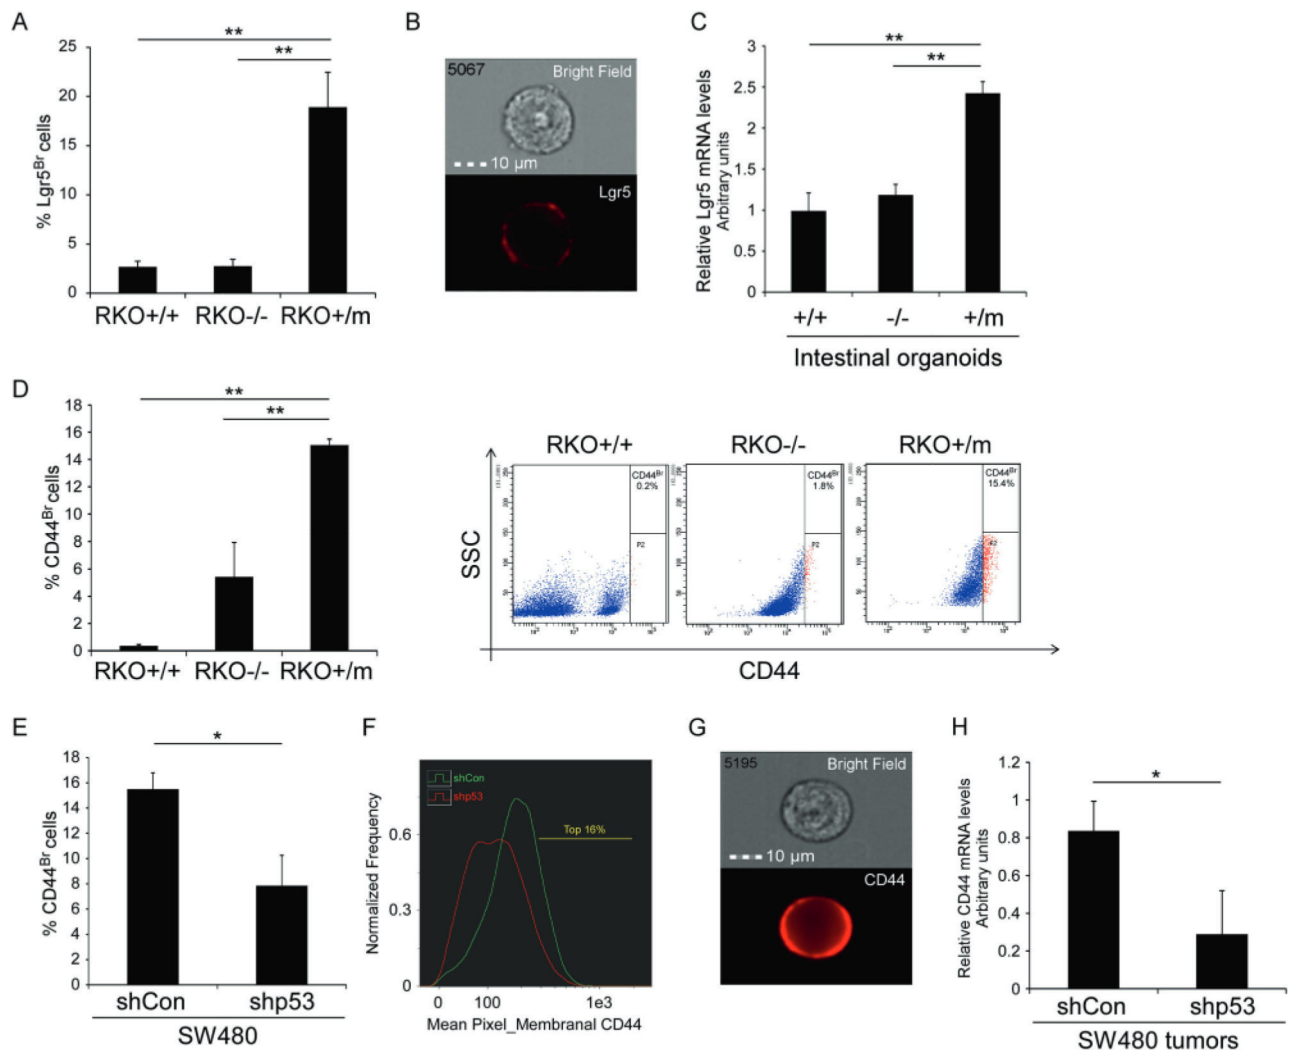 A
25
20
15
10
5
0
% Lgr5Br cells
**
**
RKO+/+ RKO-/- RKO+/m
B
5067
Bright Field
10 µm
Lgr5
C
3
2.5
2
1.5
1
0.5
0
Relative Lgr5 mRNA levels
Arbitrary units
**
**
+/+ -/- +/m
Intestinal organoids
D
18
16
14
12
10
8
6
4
2
0
% CD44Br cells
**
**
RKO+/+ RKO-/- RKO+/m
SSC
RKO+/+ RKO-/- RKO+/m
CD44Br
0.2%
P2
CD44Br
1.8%
P2
CD44Br
15.4%
CD44
E
18
16
14
12
10
8
6
4
2
0
% CD44Br cells
*
shCon shp53
SW480
F
shCon
shp53
Top 16%
0.6
0.3
0
Normalized Frequency
0 100 1e3
Mean Pixel_Membranal CD44
G
5195
Bright Field
10 µm
CD44
H
1.2
1
0.8
0.6
0.4
0.2
0
Relative CD44 mRNA levels
Arbitrary units
*
shCon shp53
SW480 tumors